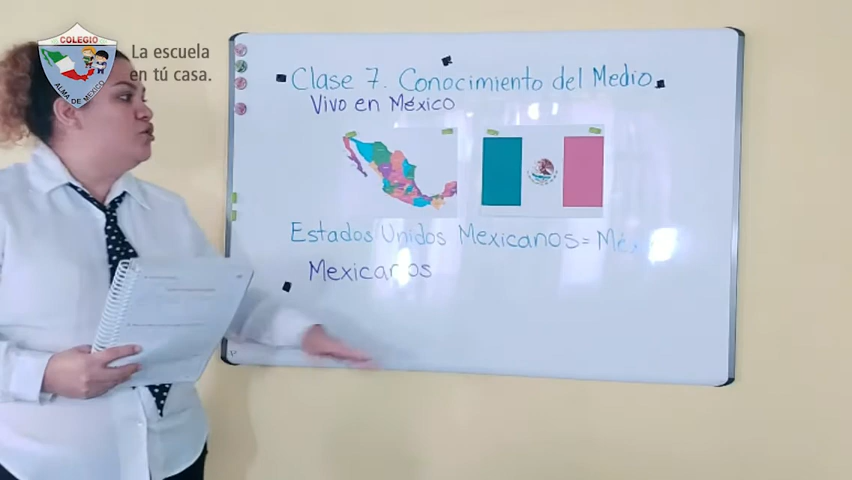 COLEGIO
ALMA DE MÉXICO
La escuela
en tú casa.
Clase 7. Conocimiento del Medio.
Vivo en México
Estados Unidos Mexicanos =
Mexicanos